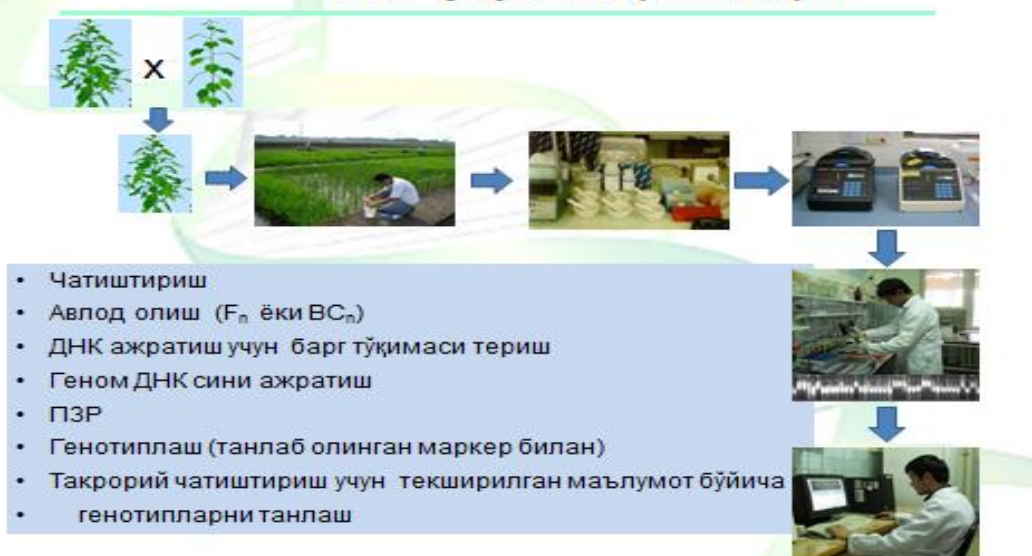 X
Чатиштириш
Авлод олиш (Fn ёки BCn)
ДНК ажратиш учун барг тўқимаси териш
Геном ДНК сини ажратиш
ПЗР
Генотиплаш (танлаб олинган маркер билан)
Такрорий чатиштириш учун текширилган маълумот бўйича
генотипларни танлаш